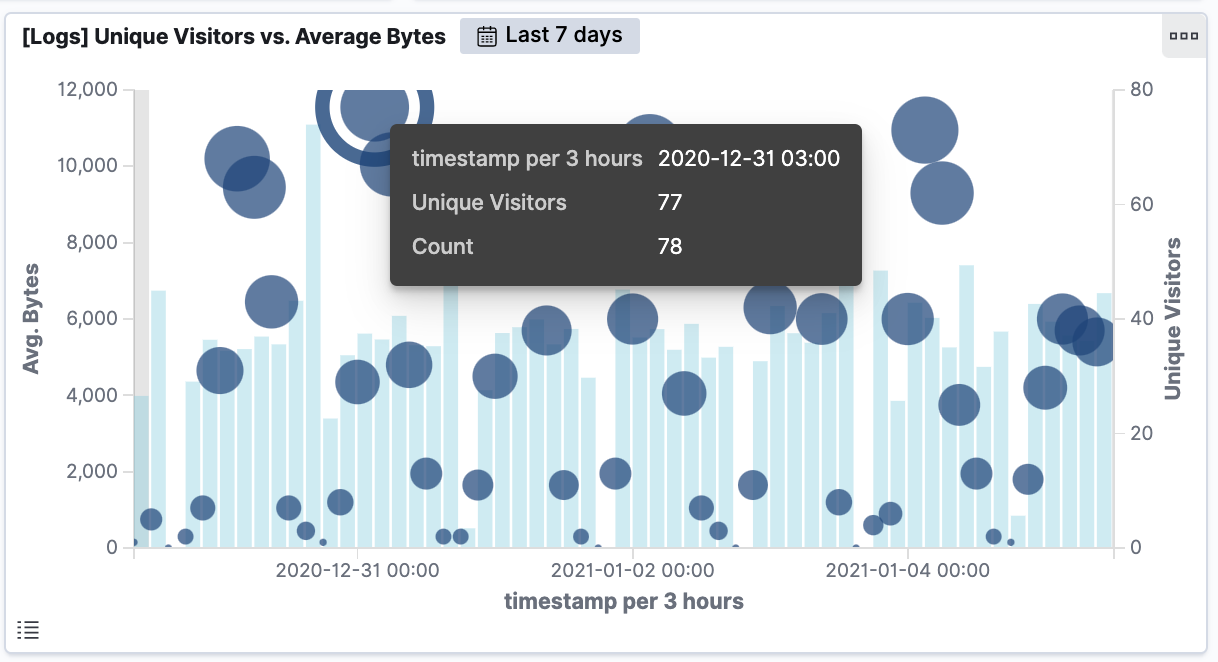 [Logs] Unique Visitors vs. Average Bytes Last 7 days
12,000
10,000
8,000
6,000
4,000
2,000
0
Avg. Bytes
80
60
40
20
0
Unique Visitors
timestamp per 3 hours 2020-12-31 03:00
Unique Visitors 77
Count 78
2020-12-31 00:00 2021-01-02 00:00 2021-01-04 00:00
timestamp per 3 hours